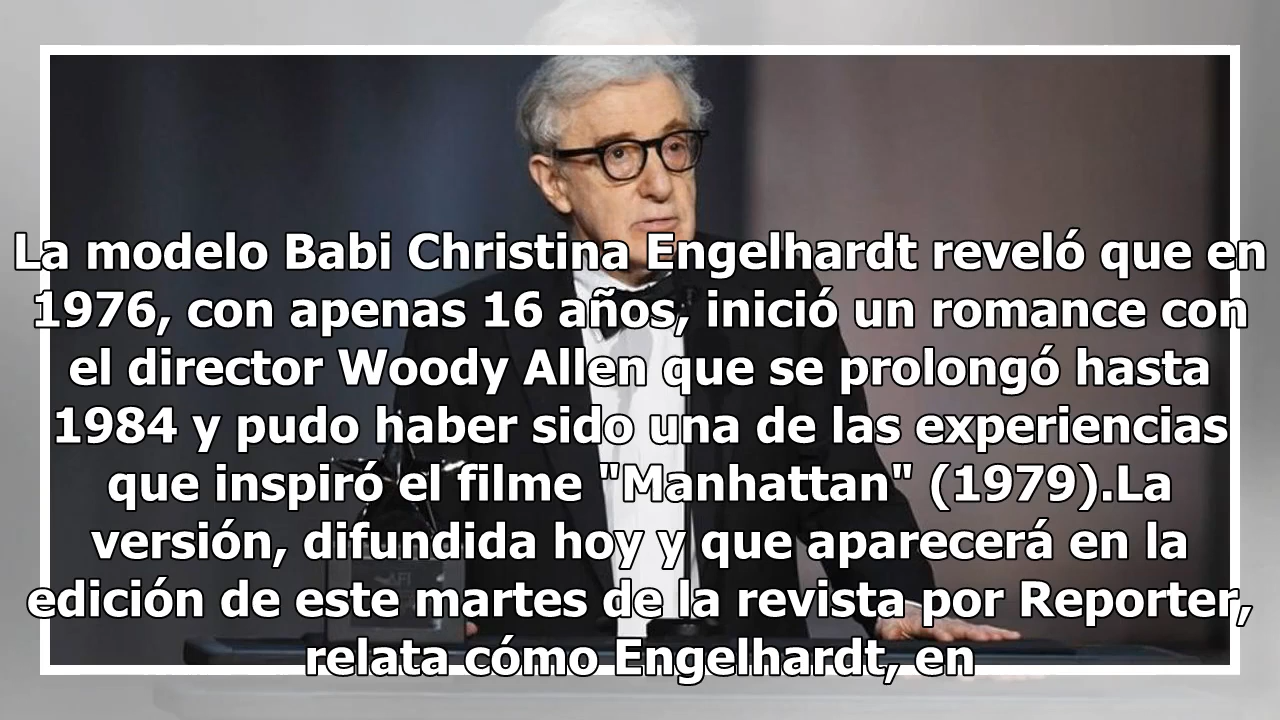 La modelo Babi Christina Engelhardt reveló que en
1976, con apenas 16 años, inició un romance con
el director Woody Allen que se prolongó hasta
1984 y pudo haber sido una de las experiencias
que inspiró el filme "Manhattan" (1979).La
versión, difundida hoy y que aparecerá en la
edición de este martes de la revista por Reporter,
relata cómo Engelhardt, en
AFI